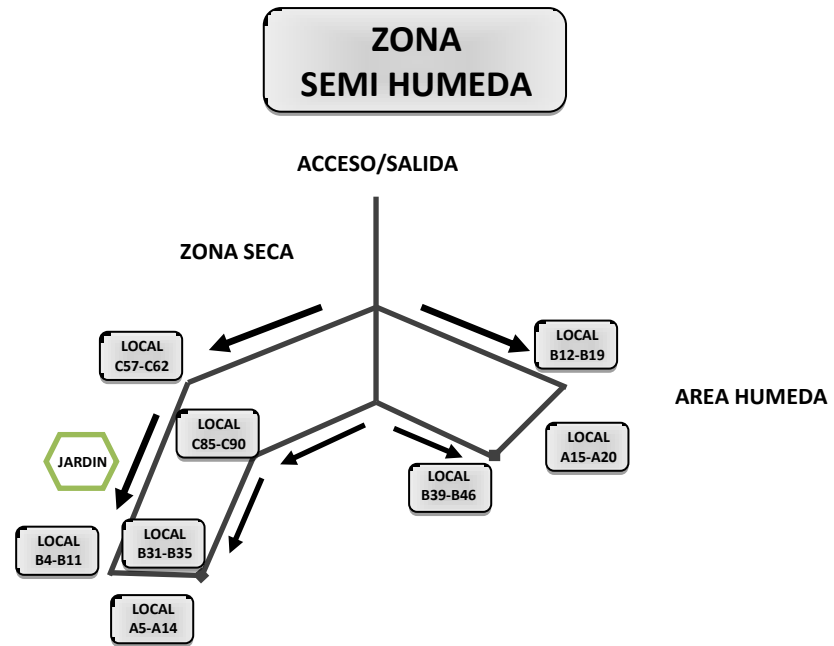 ZONA
SEMI HUMEDA
ACCESO/SALIDA
ZONA SECA
LOCAL
B12-B19
LOCAL
C57-C62
AREA HUMEDA
LOCAL
C85-C90
LOCAL
A15-A20
JARDIN
LOCAL
B39-B46
LOCAL
B4-B11
LOCAL
B31-B35
LOCAL
A5-A14